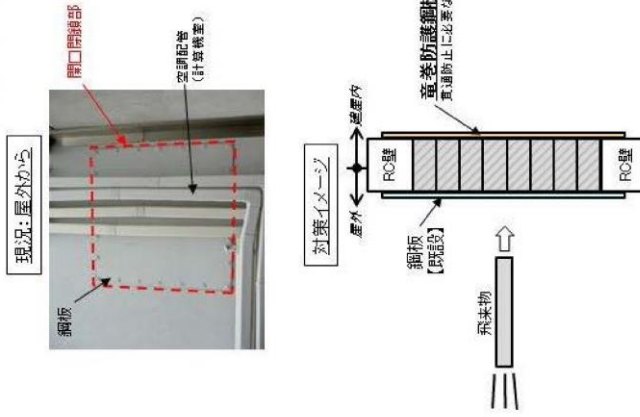 現況：屋外から
開口閉鎖部
空調配管
（計算機室）
鋼板
対策イメージ
屋外
建屋内
RC壁
RC壁
鋼板
【既設】
飛来物
竜巻防護鋼板
貫通防止に必要な